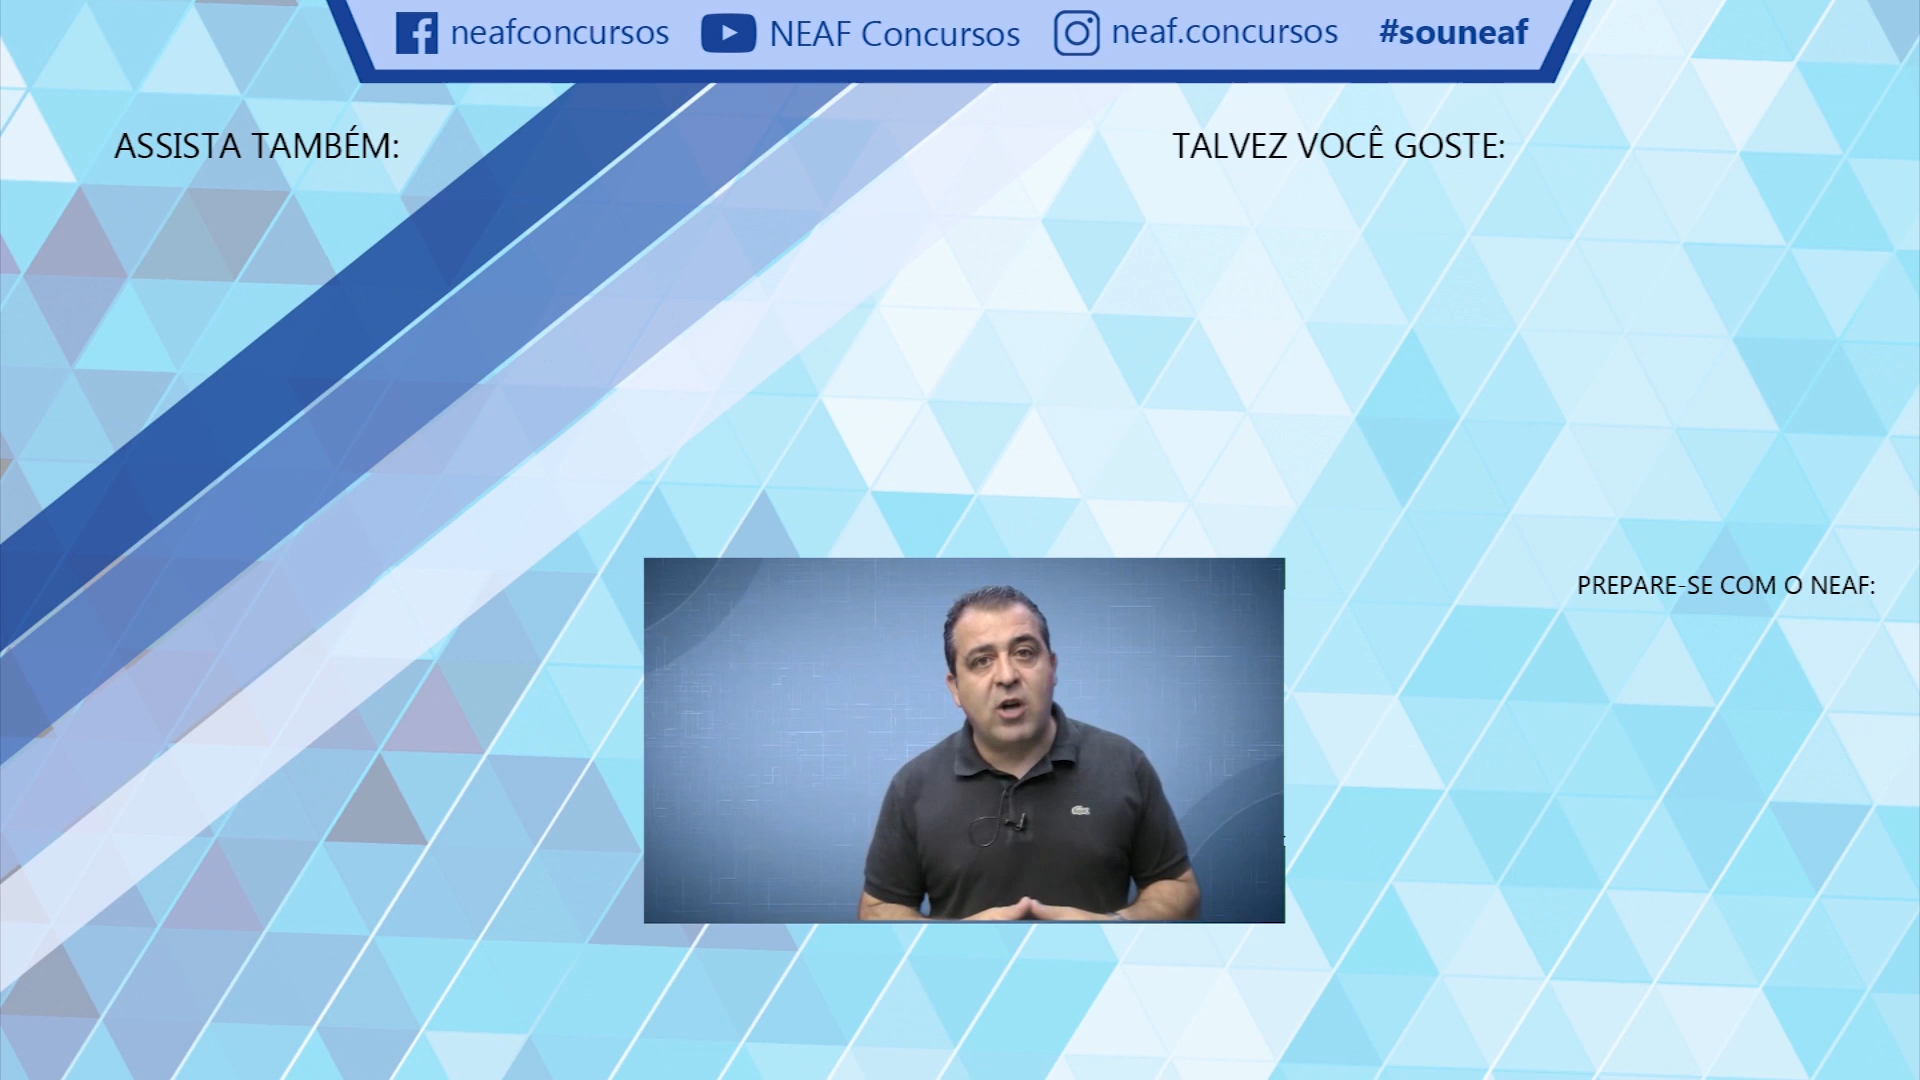 neafconcursos NEAF Concursos neaf.concursos #souneaf
ASSISTA TAMBÉM:
TALVEZ VOCÊ GOSTE:
PREPARE-SE COM O NEAF: